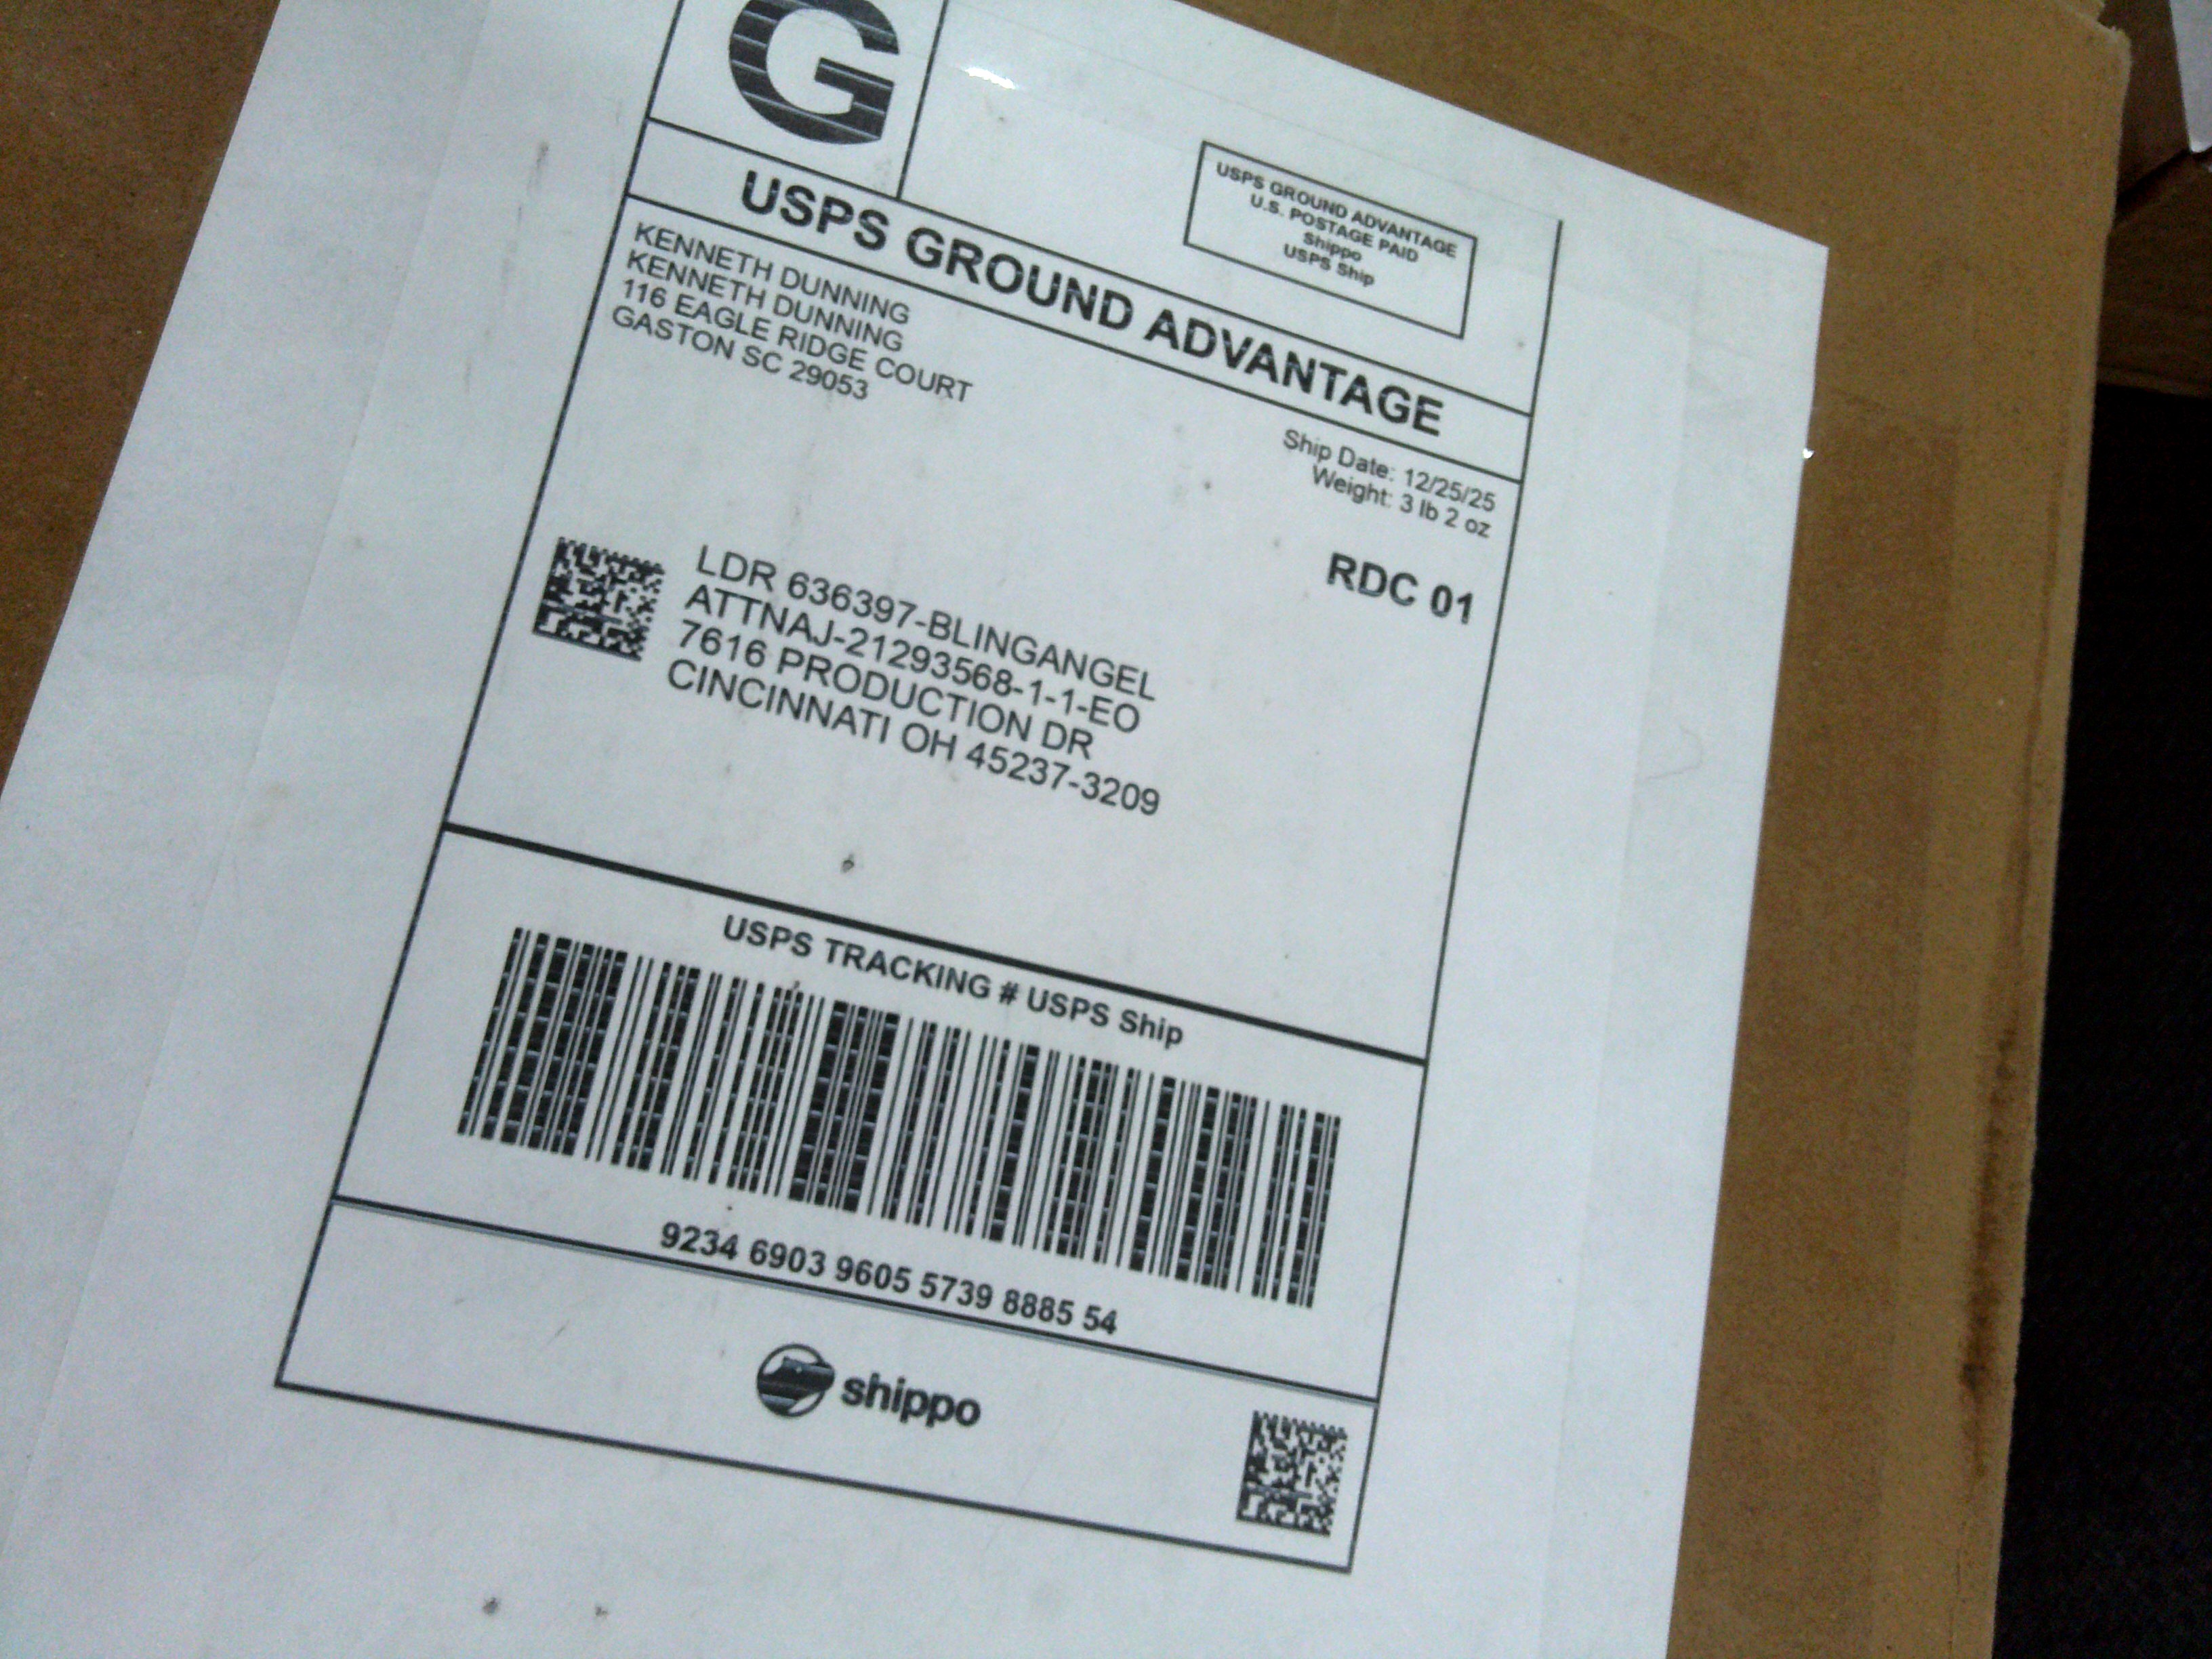 G
USPS GROUND ADVANTAGE
U.S. POSTAGE PAID
Shippo
USPS Ship
USPS GROUND ADVANTAGE
KENNETH DUNNING
KENNETH DUNNING
116 EAGLE RIDGE COURT
GASTON SC 29053
Ship Date: 12/25/25
Weight: 3 lb 2 oz
RDC 01
LDR 636397-BLINGANGEL
ATTNAJ-21293568-1-1-EO
7616 PRODUCTION DR
CINCINNATI OH 45237-3209
USPS TRACKING # USPS Ship
9234 6903 9605 5739 8885 54
shippo